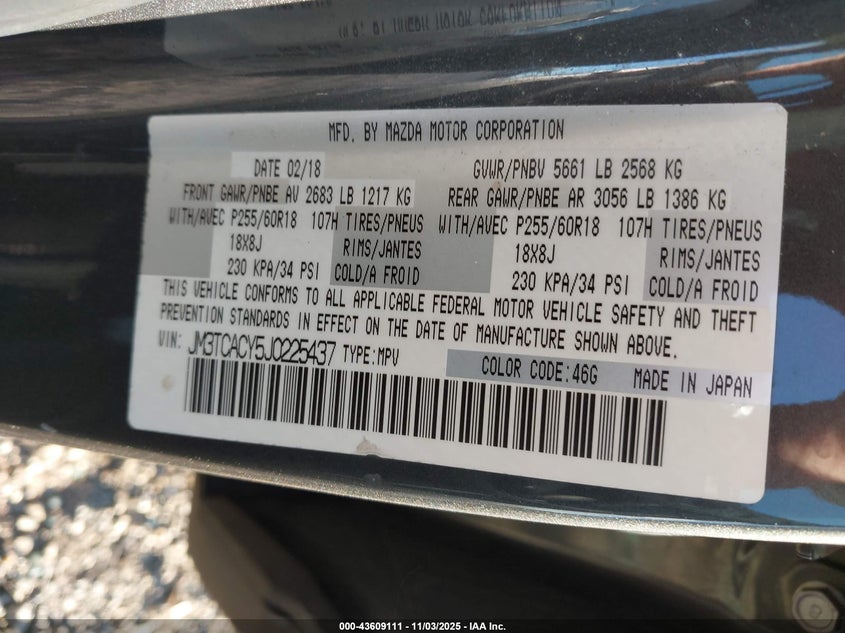 MFD. BY MAZDA MOTOR CORPORATION
DATE 02/18 GVWR/PNBV 5661 LB 2568 KG
FRONT GAWR/PNBE AV 2683 LB 1217 KG REAR GAWR/PNBE AR 3056 LB 1386 KG
WITH/AVEC P255/60R18 107H TIRES/PNEUS WITH/AVEC P255/60R18 107H TIRES/PNEUS
18X8J RIMS/JANTES 18X8J RIMS/JANTES
230 KPA/34 PSI COLD/A FROID 230 KPA/34 PSI COLD/A FROID
THIS VEHICLE CONFORMS TO ALL APPLICABLE FEDERAL MOTOR VEHICLE SAFETY AND THEFT
PREVENTION STANDARDS IN EFFECT ON THE DATE OF MANUFACTURE SHOWN ABOVE.
VIN: JM3TCACY5J0225437 TYPE:MPV COLOR CODE:46G MADE IN JAPAN
000-43609111 - 11/03/2025 - IAA Inc.